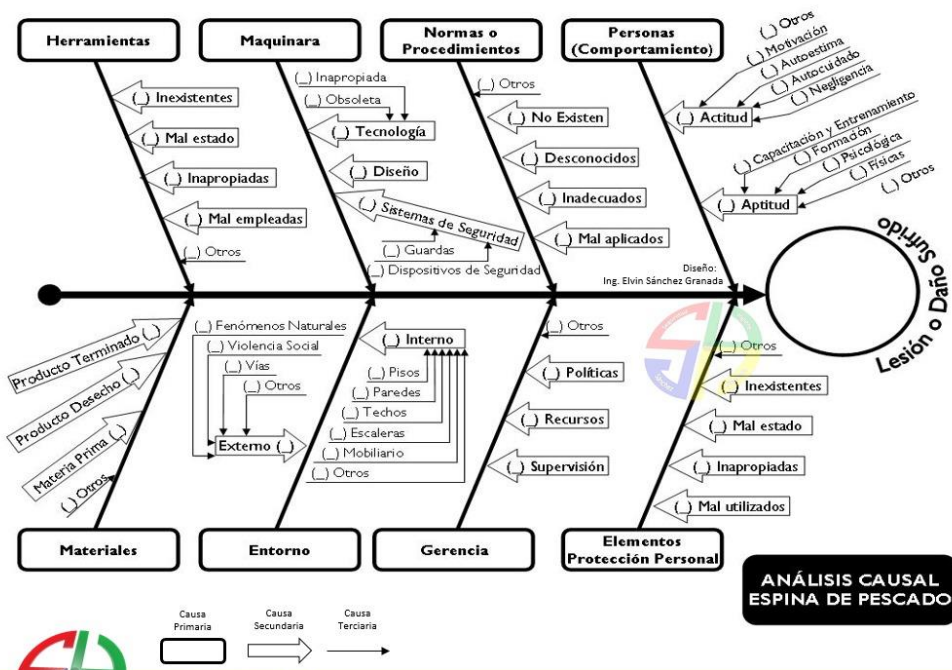 Herramientas
(_) Inexistentes
(_) Mal estado
(_) Inapropiadas
(_) Mal empleadas
(_) Otros
Maquinara
(_) Inapropiada
(_) Obsoleta
(_) Tecnología
(_) Diseño
(_) Sistemas de Seguridad
(_) Guardas
(_) Dispositivos de Seguridad
Normas o
Procedimientos
(_) Otros
(_) No Existen
(_) Desconocidos
(_) Inadecuados
(_) Mal aplicados
Personas
(Comportamiento)
(_) Otros
(_) Motivación
(_) Autoestima
(_) Autocuidado
(_) Negligencia
(_) Actitud
(_) Capacitación y Entrenamiento
(_) Formación
(_) Psicológica
(_) Físicas
(_) Otros
(_) Aptitud
Diseño:
Ing. Elvin Sánchez Granada
Lesión o Daño Sufrido
Producto Terminado (_)
Producto Desecho (_)
Materia Prima (_)
(_) Otros
Materiales
(_) Fenómenos Naturales
(_) Violencia Social
(_) Vías
(_) Otros
Externo (_)
(_) Interno
(_) Pisos
(_) Paredes
(_) Techos
(_) Escaleras
(_) Mobiliario
(_) Otros
Entorno
(_) Otros
(_) Políticas
(_) Recursos
(_) Supervisión
Gerencia
(_) Otros
(_) Inexistentes
(_) Mal estado
(_) Inapropiadas
(_) Mal utilizados
Elementos
Protección Personal
ANÁLISIS CAUSAL
ESPINA DE PESCADO
Causa
Primaria
Causa
Secundaria
Causa
Terciaria